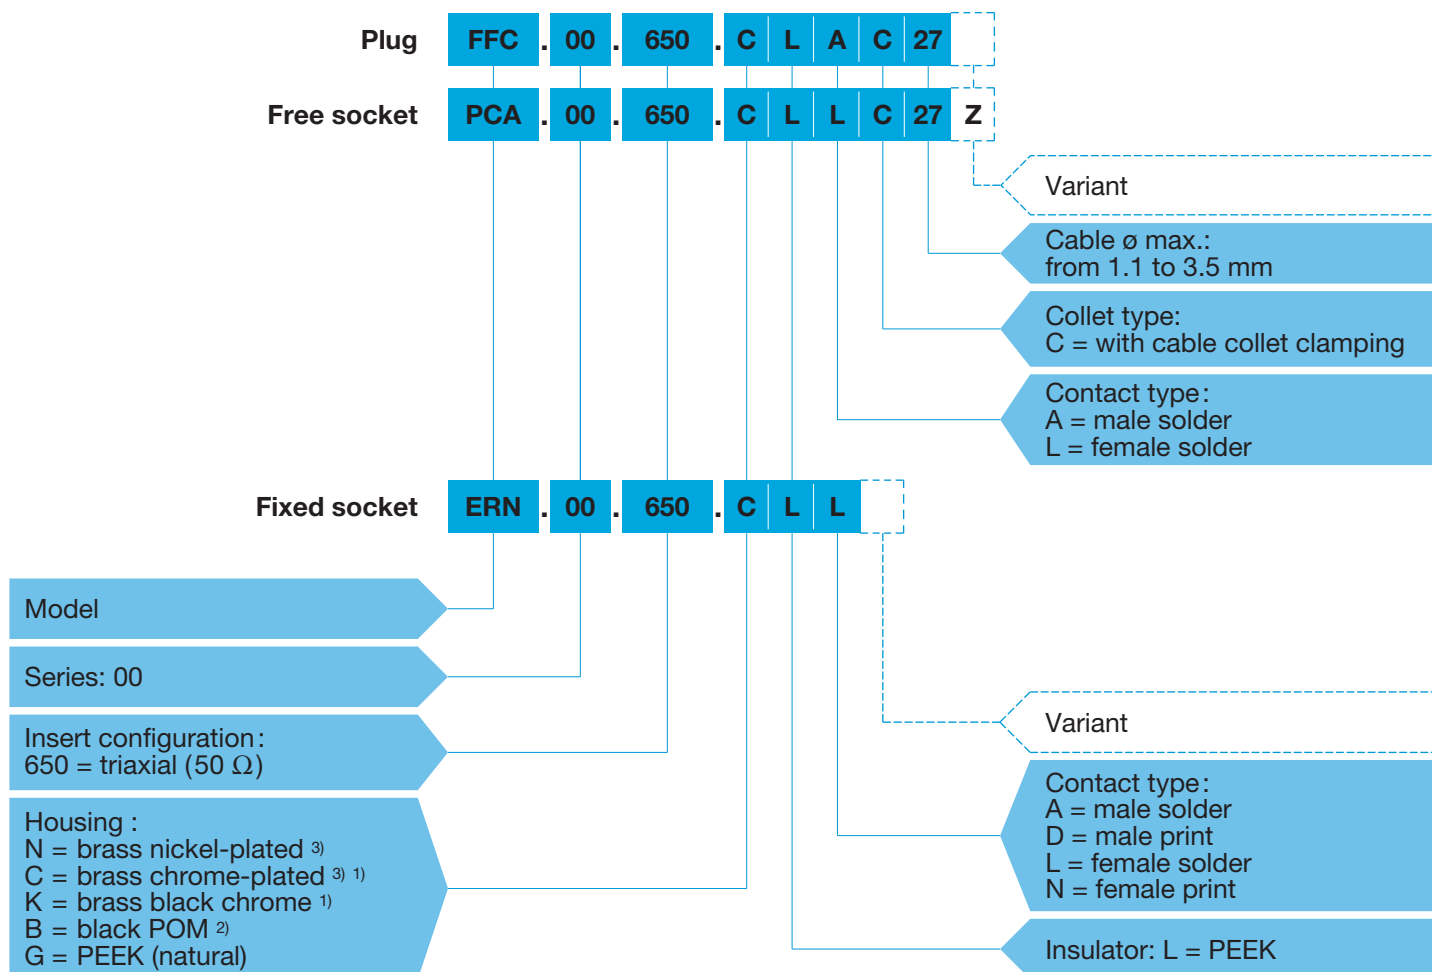 Plug FFC . 00 . 650 . C L A C 27
Free socket PCA . 00 . 650 . C L L C 27 Z
Variant
Cable ø max.:
from 1.1 to 3.5 mm
Collet type:
C = with cable collet clamping
Contact type:
A = male solder
L = female solder
Fixed socket ERN . 00 . 650 . C L L
Model
Series: 00
Insert configuration:
650 = triaxial (50 Ω)
Housing :
N = brass nickel-plated 3)
C = brass chrome-plated 3) 1)
K = brass black chrome 1)
B = black POM 2)
G = PEEK (natural)
Variant
Contact type:
A = male solder
D = male print
L = female solder
N = female print
Insulator: L = PEEK